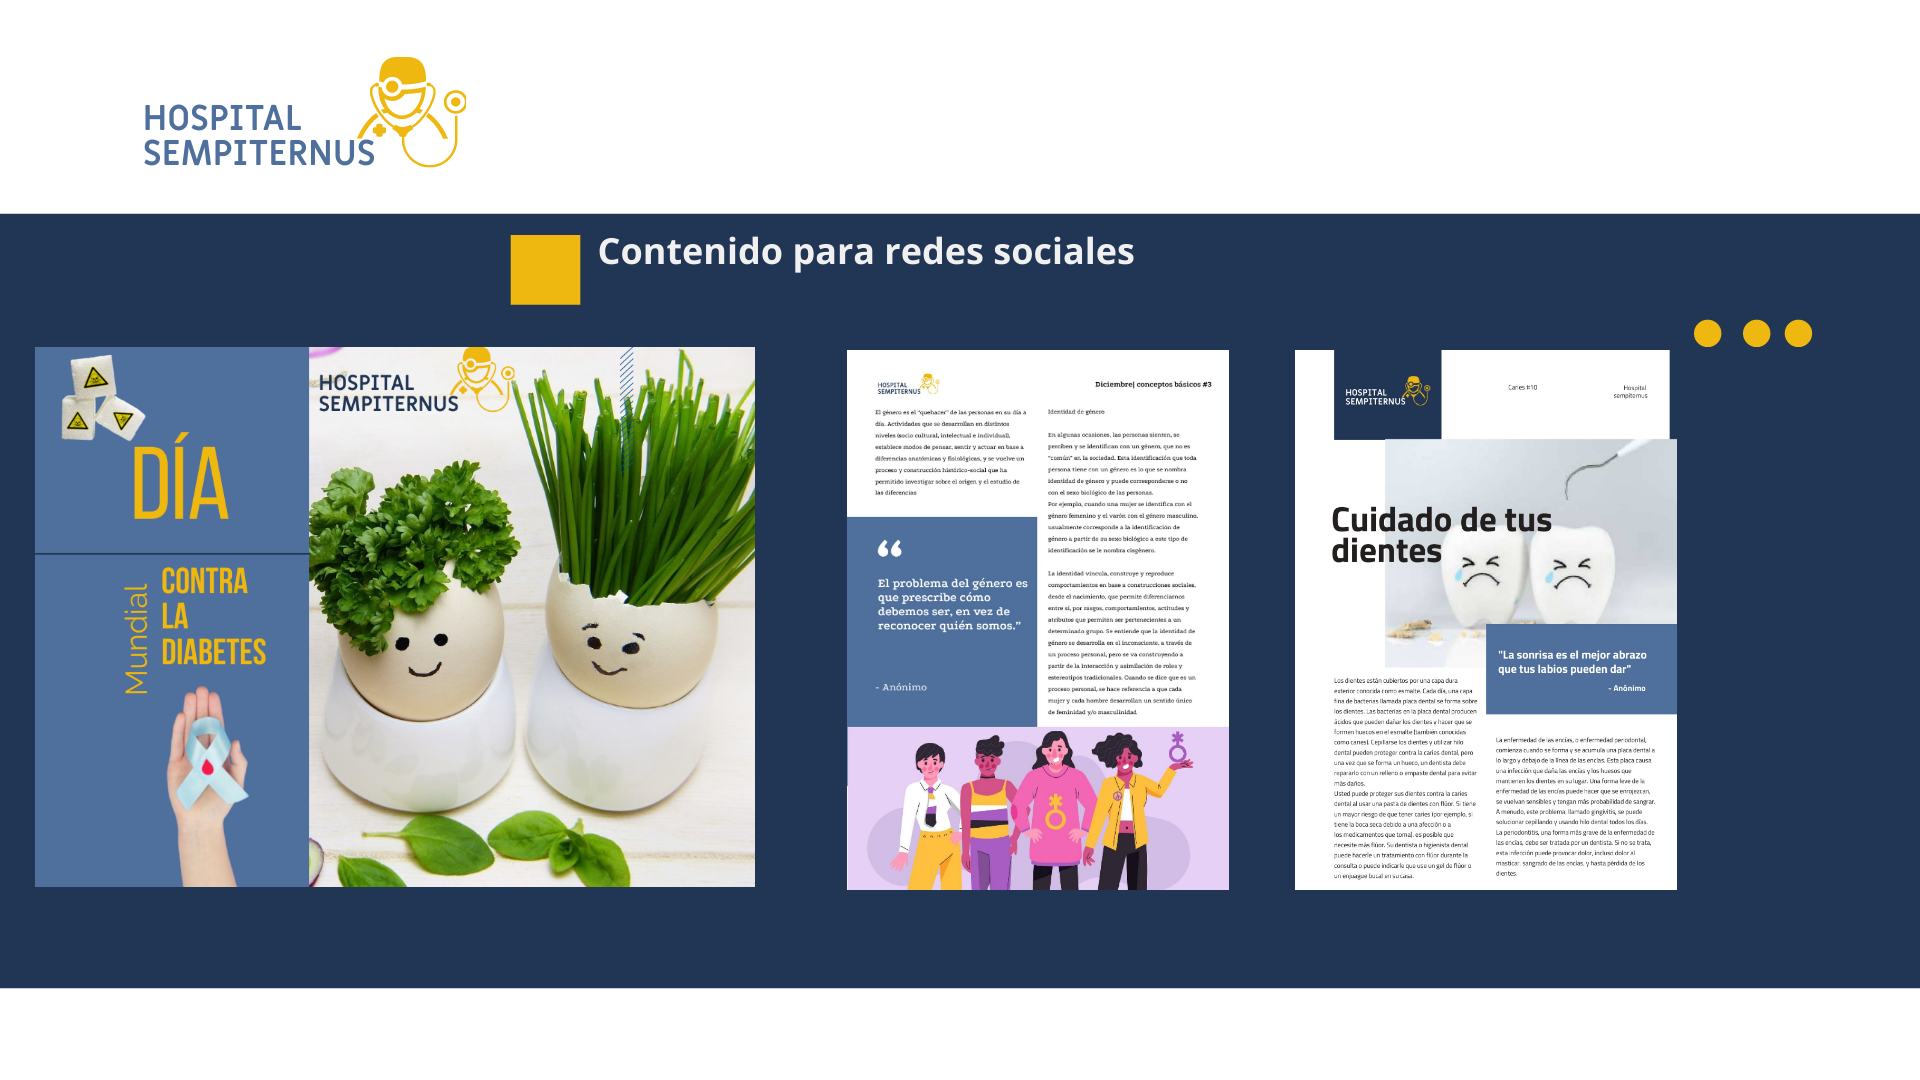 HOSPITAL
SEMPITERNUS
Contenido para redes sociales
DÍA
Mundial
CONTRA
LA
DIABETES
HOSPITAL
SEMPITERNUS
HOSPITAL
SEMPITERNUS
Diciembre| conceptos básicos #3
El género es el "quehacer" de las personas en su día a
día. Actividades que se desarrollan en distintos
niveles (socio cultural, intelectual e individual),
establece modos de pensar, sentir y actuar en base a
diferencias anatómicas y fisiológicas, y se vuelve un
proceso y construcción histórico-social que ha
permitido investigar sobre el origen y el estudio de
las diferencias
“
El problema del género es
que prescribe cómo
debemos ser, en vez de
reconocer quién somos.”
- Anónimo
Identidad de género
En algunas ocasiones, las personas sienten, se
perciben y se identifican con un género, que no es
"común" en la sociedad. Esta identificación que toda
persona tiene con un género es lo que se nombra
identidad de género y puede corresponderse o no
con el sexo biológico de las personas.
Por ejemplo, cuando una mujer se identifica con el
género femenino y el varón con el género masculino,
usualmente corresponde a la identificación de
género a partir de su sexo biológico a este tipo de
identificación se le nombra cisgénero.
La identidad vincula, construye y reproduce
comportamientos en base a construcciones sociales,
desde el nacimiento, que permite diferenciarnos
entre sí, por rasgos, comportamientos, actitudes y
atributos que permiten ser pertenecientes a un
determinado grupo. Se entiende que la identidad de
género se desarrolla en el inconsciente, a través de
un proceso personal, pero se va construyendo a
partir de la interacción y asimilación de roles y
estereotipos tradicionales. Cuando se dice que es un
proceso personal, se hace referencia a que cada
mujer y cada hombre desarrollan un sentido único
de feminidad y/o masculinidad.
HOSPITAL
SEMPITERNUS
Caries #10
Hospital
sempiternus
Cuidado de tus
dientes
"La sonrisa es el mejor abrazo
que tus labios pueden dar"
- Anónimo
Los dientes están cubiertos por una capa dura
exterior conocida como esmalte. Cada día, una capa
fina de bacterias llamada placa dental se forma sobre
los dientes. Las bacterias en la placa dental producen
ácidos que pueden dañar los dientes y hacer que se
formen huecos en el esmalte (también conocidas
como caries). Cepillarse los dientes y utilizar hilo
dental pueden proteger contra la caries dental, pero
una vez que se forma un hueco, un dentista debe
repararlo con un relleno o empaste dental para evitar
más daños.
Usted puede proteger sus dientes contra la caries
dental al usar una pasta de dientes con flúor. Si tiene
un mayor riesgo de que tener caries (por ejemplo, si
tiene la boca seca debido a una afección o a
los medicamentos que toma), es posible que
necesite más flúor. Su dentista o higienista dental
puede hacerle un tratamiento con flúor durante la
consulta o puede indicarle que use un gel de flúor o
un enjuague bucal en su casa.
La enfermedad de las encías, o enfermedad periodontal,
comienza cuando se forma y se acumula una placa dental a
lo largo y debajo de la línea de las encías. Esta placa causa
una infección que daña las encías y los huesos que
mantienen los dientes en su lugar. Una forma leve de la
enfermedad de las encías puede hacer que se enrojezcan,
se vuelvan sensibles y tengan más probabilidad de sangrar.
A menudo, este problema, llamado gingivitis, se puede
solucionar cepillando y usando hilo dental todos los días.
La periodontitis, una forma más grave de la enfermedad de
las encías, debe ser tratada por un dentista. Si no se trata,
esta infección puede provocar dolor, incluso dolor al
masticar, sangrado de las encías, y hasta pérdida de los
dientes.